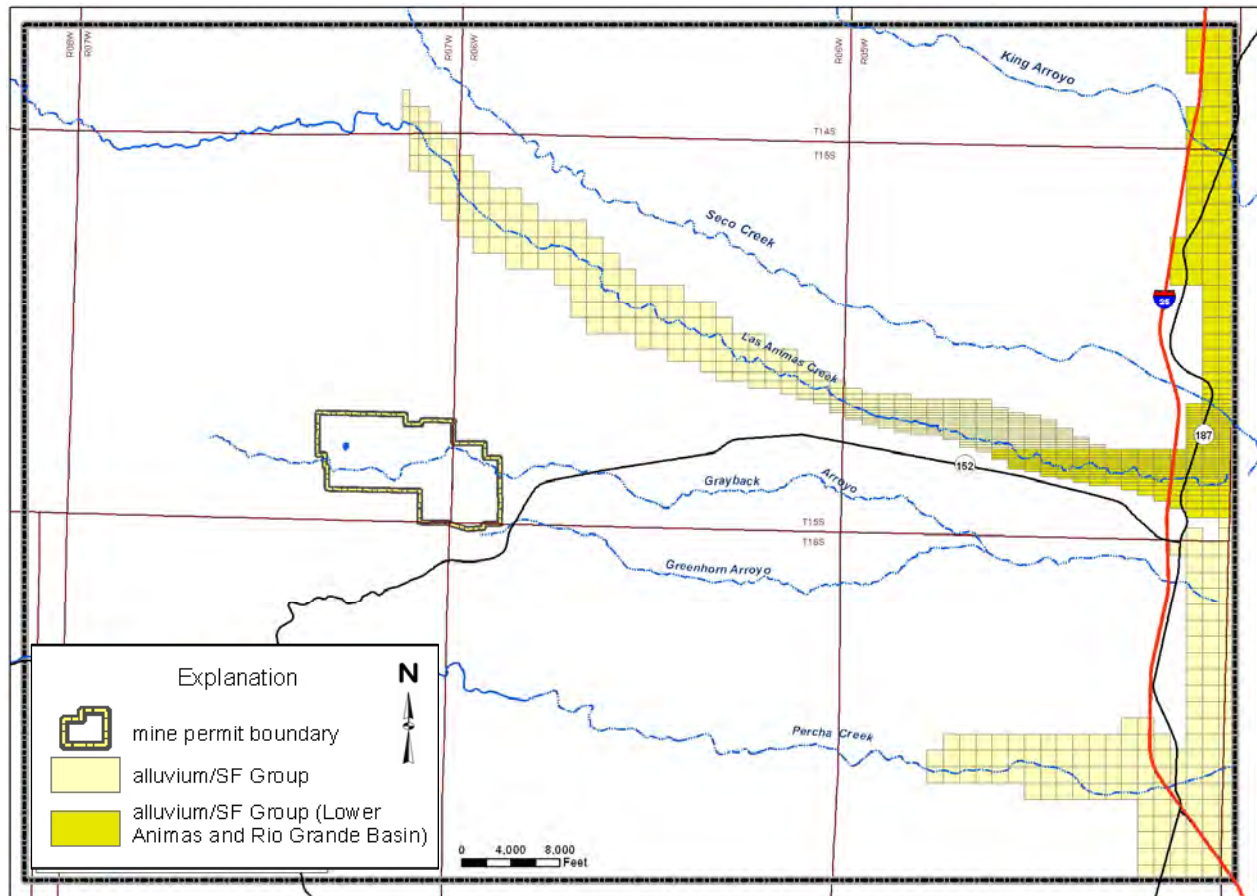 R08W
R07W
R07W
R06W
R06W
R05W
King Arroyo
T14S
T15S
Seco Creek
25
Las Animas Creek
187
152
Grayback
Arroyo
T15S
T16S
Greenhorn Arroyo
Percha Creek
Explanation
N
mine permit boundary
alluvium/SF Group
alluvium/SF Group (Lower
Animas and Rio Grande Basin)
0 4,000 8,000
Feet